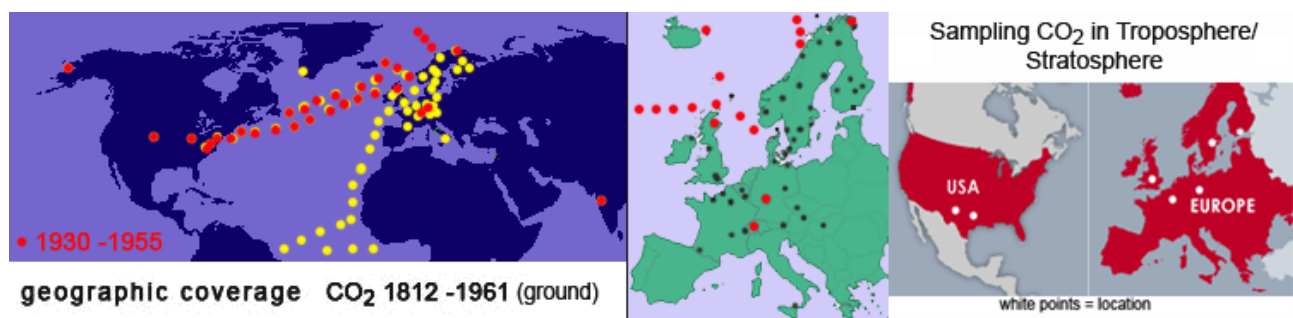 1930 -1955
geographic coverage CO2 1812 -1961 (ground)
Sampling CO2 in Troposphere/
Stratosphere
USA
EUROPE
white points = location